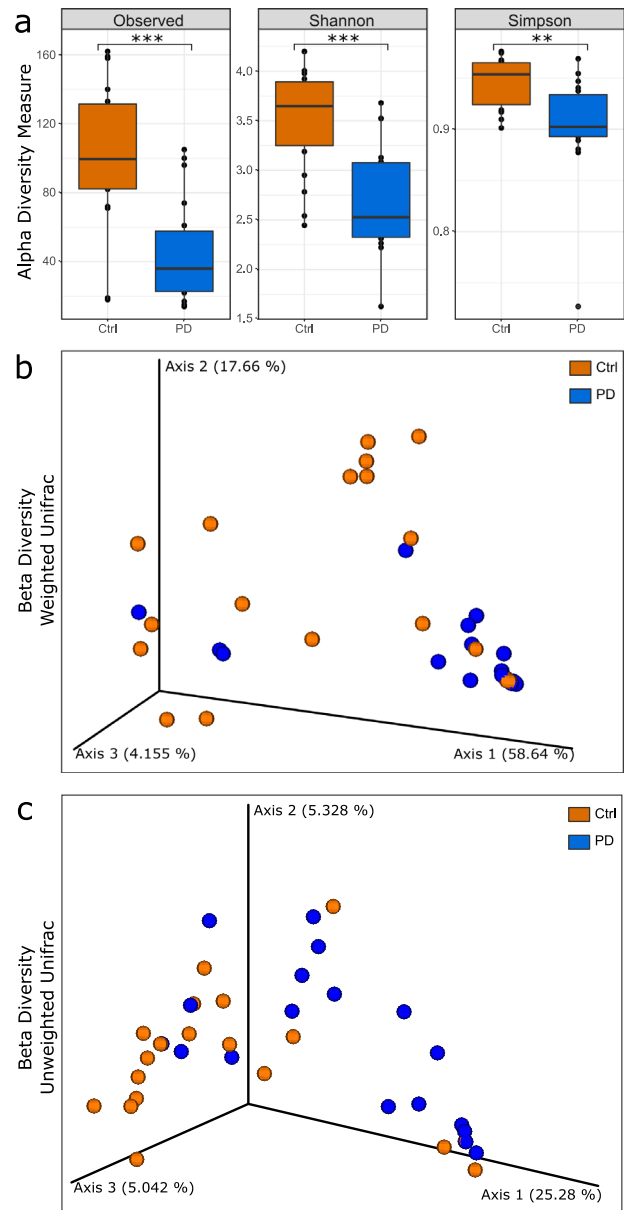 a
Observed
Shannon
Simpson
Alpha Diversity Measure
160
120
80
40
***
Ctrl
PD
4.0
3.5
3.0
2.5
2.0
1.5
***
Ctrl
PD
0.9
0.8
**
Ctrl
PD
b
Beta Diversity
Weighted Unifrac
Axis 2 (17.66 %)
Ctrl
PD
Axis 3 (4.155 %)
Axis 1 (58.64 %)
c
Beta Diversity
Unweighted Unifrac
Axis 2 (5.328 %)
Ctrl
PD
Axis 3 (5.042 %)
Axis 1 (25.28 %)